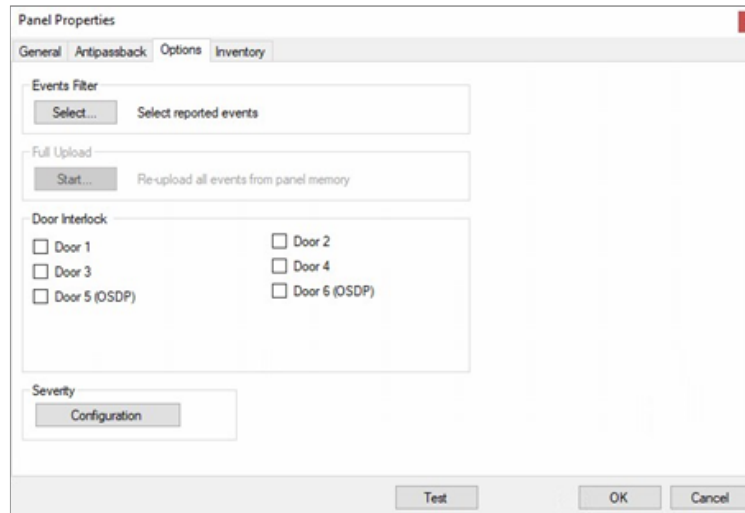 Panel Properties
General Antipassback Options Inventory
Events Filter
Select... Select reported events
Full Upload
Start... Re-upload all events from panel memory
Door Interlock
Door 1 Door 2
Door 3 Door 4
Door 5 (OSDP) Door 6 (OSDP)
Severity
Configuration
Test OK Cancel